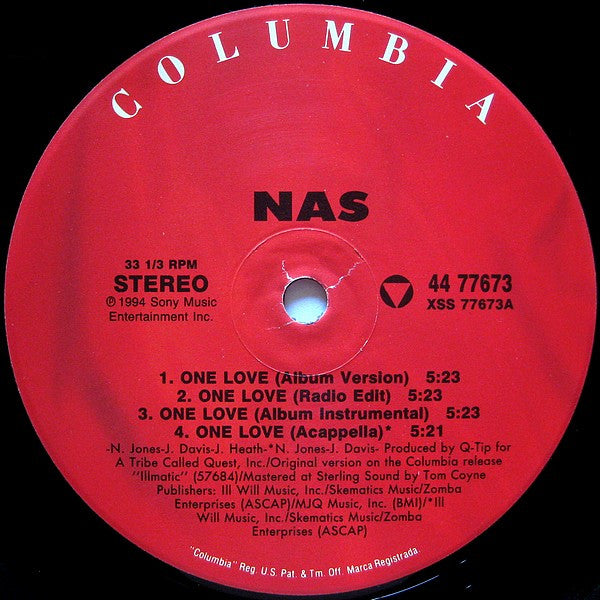 COLUMBIA
NAS
33 1/3 RPM
STEREO
℗ 1994 Sony Music
Entertainment Inc.
44 77673
XSS 77673A
1. ONE LOVE (Album Version) 5:23
2. ONE LOVE (Radio Edit) 5:23
3. ONE LOVE (Album Instrumental) 5:23
4. ONE LOVE (Acappella)* 5:21
-N. Jones-J. Davis-J. Heath-*N. Jones-J. Davis- Produced by Q-Tip for
A Tribe Called Quest, Inc./Original version on the Columbia release
"Illmatic" (57684)/Mastered at Sterling Sound by Tom Coyne
Publishers: Ill Will Music, Inc./Skematics Music/Zomba
Enterprises (ASCAP)/MJQ Music, Inc. (BMI)/*Ill
Will Music, Inc./Skematics Music/Zomba
Enterprises (ASCAP)
"Columbia" Reg. U.S. Pat. & Tm. Off. Marca Registrada.